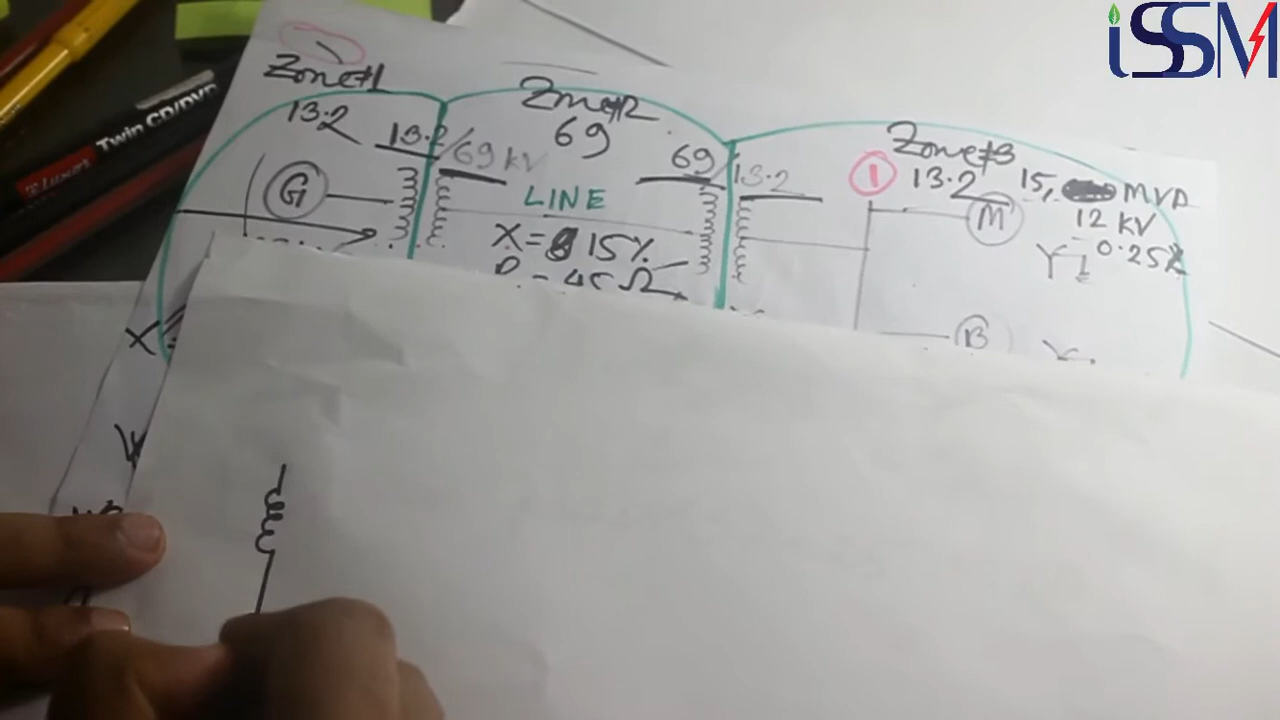 iSSM
Twin CD/DVD
Zone#1
13.2
13.2/69 kV
G
Zone#2
69
69/13.2
LINE
X = 15%
45 Ω
Zone#3
1
13.2
15, MVA
M
12 kV
Y 0.25%
B
X